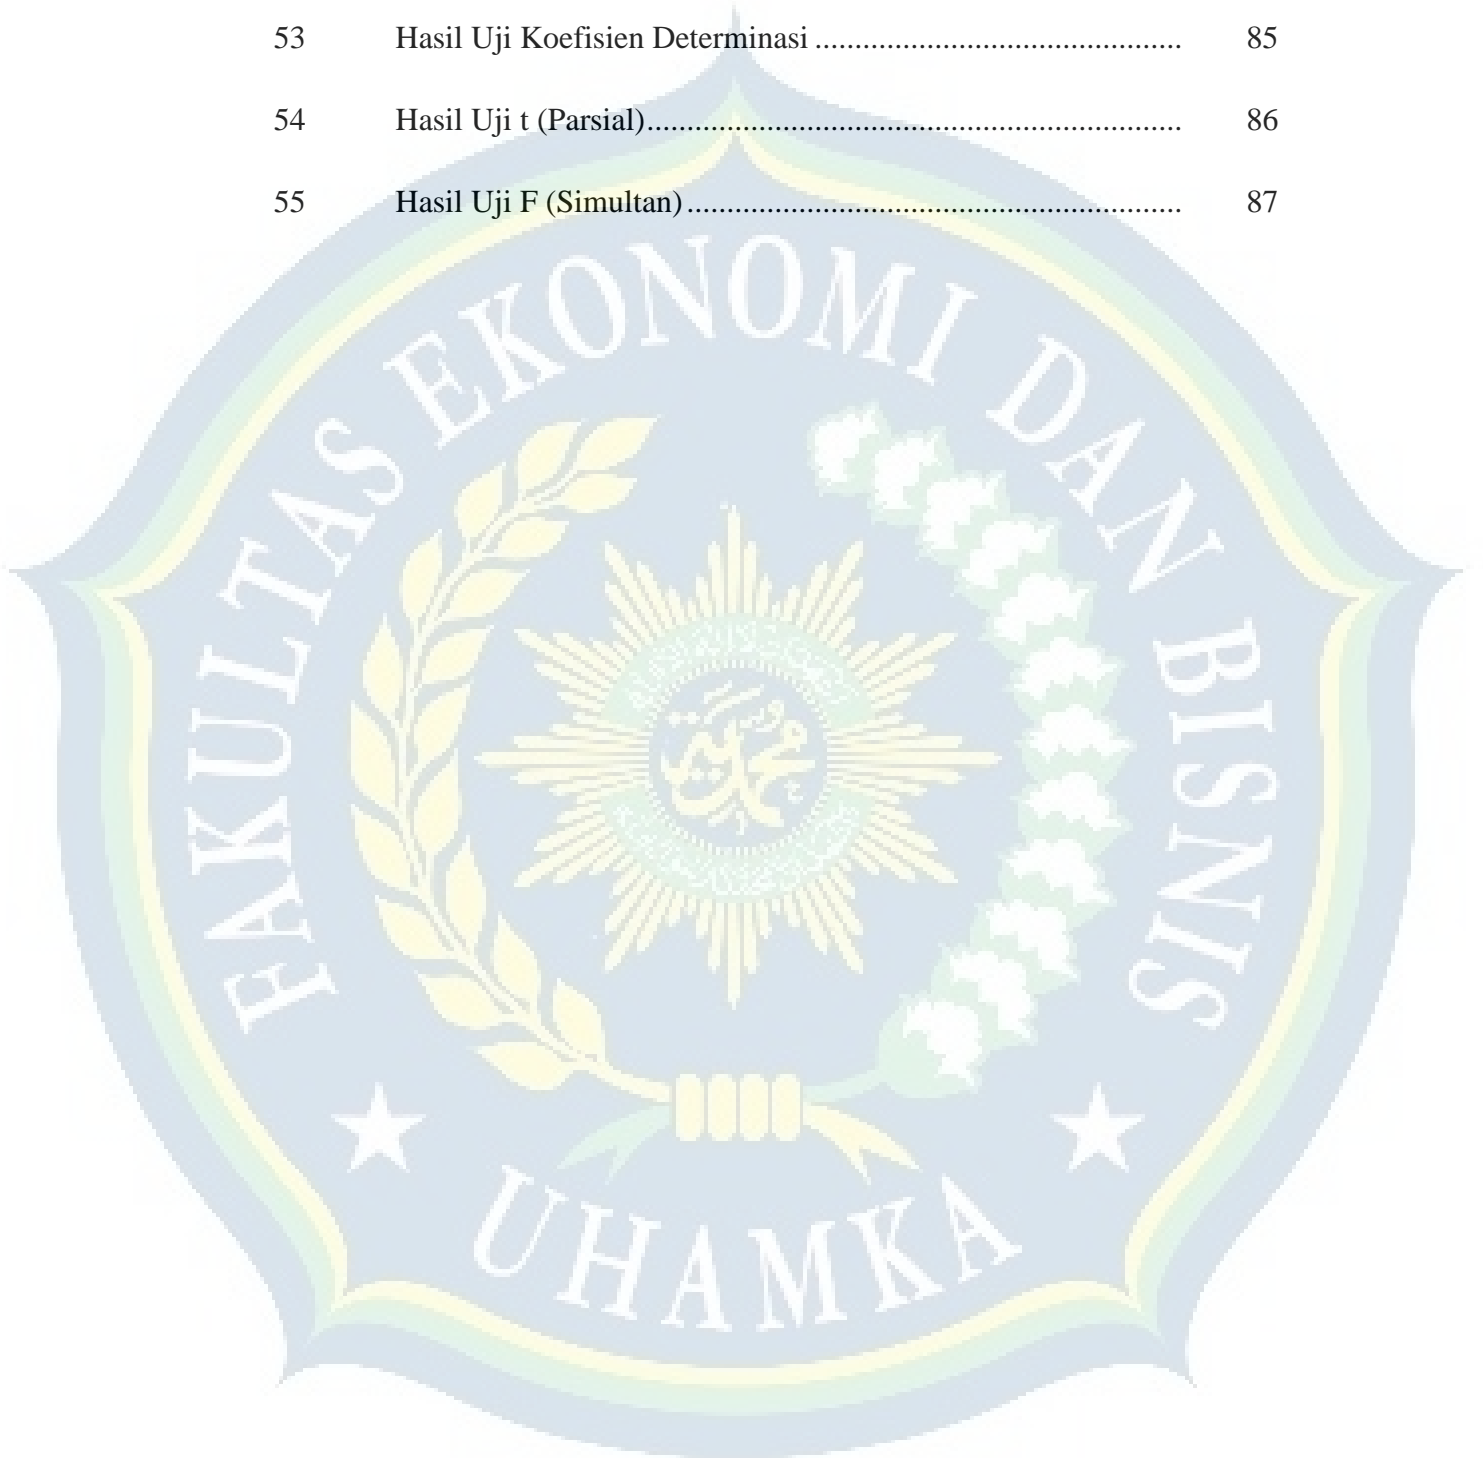 53 Hasil Uji Koefisien Determinasi ............................................. 85
54 Hasil Uji t (Parsial).................................................................. 86
55 Hasil Uji F (Simultan) ............................................................. 87
FAKULTAS EKONOMI DAN BISNIS
محمدية
UHAMKA